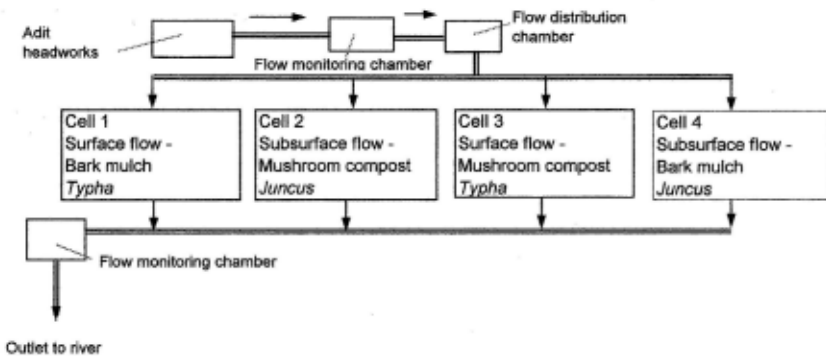 Adit
headworks
Flow monitoring chamber
Flow distribution
chamber
Cell 1
Surface flow -
Bark mulch
Typha
Cell 2
Subsurface flow -
Mushroom compost
Juncus
Cell 3
Surface flow -
Mushroom compost
Typha
Cell 4
Subsurface flow -
Bark mulch
Juncus
Flow monitoring chamber
Outlet to river